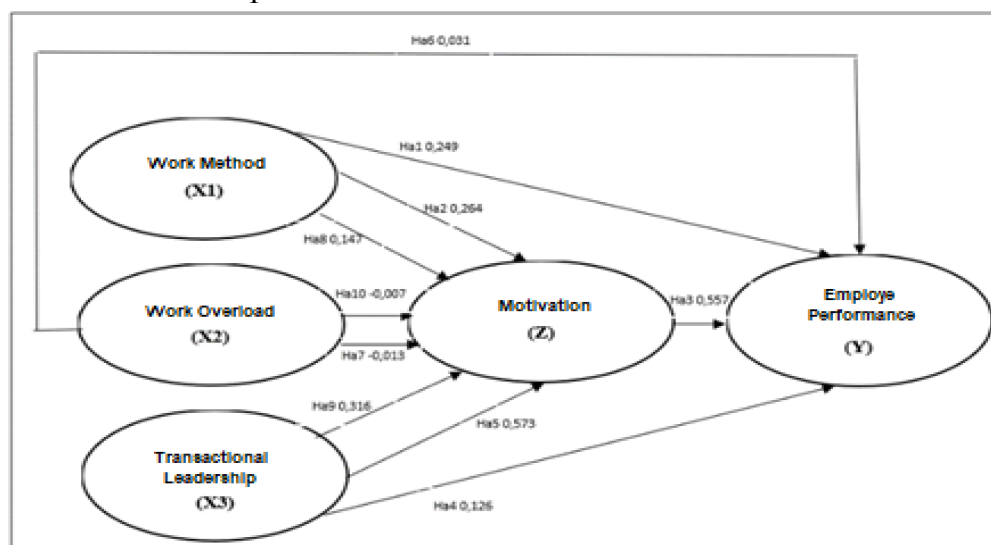 Ha6 0,031
Ha1 0,249
Work Method
(X1)
Ha2 0,264
Ha8 0,147
Work Overload
(X2)
Ha10 -0,007
Ha7 -0,013
Motivation
(Z)
Ha3 0,557
Employe
Performance
(Y)
Ha9 0,316
Ha5 0,573
Transactional
Leadership
(X3)
Ha4 0,126